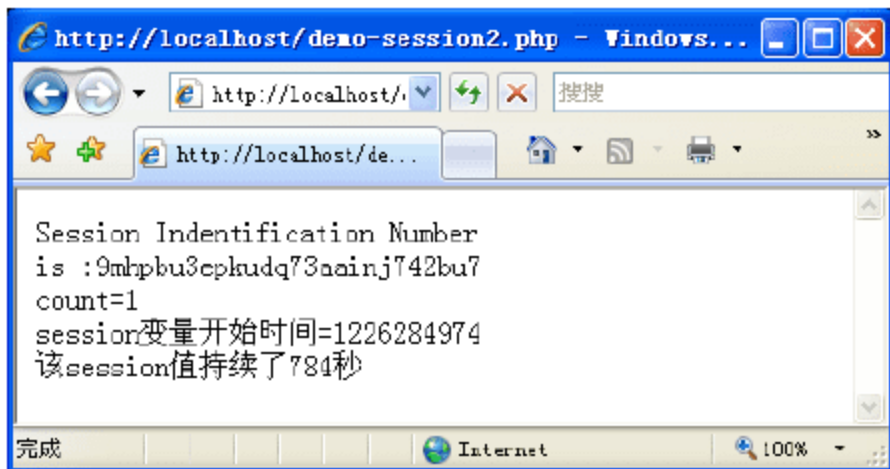 http://localhost/demo-session2.php - Windows...
http://localhost/
搜搜
http://localhost/de...
Session Indentification Number
is :9mhpbu3epkudq73aainj742bu7
count=1
session变量开始时间=1226284974
该session值持续了784秒
完成
Internet
100%